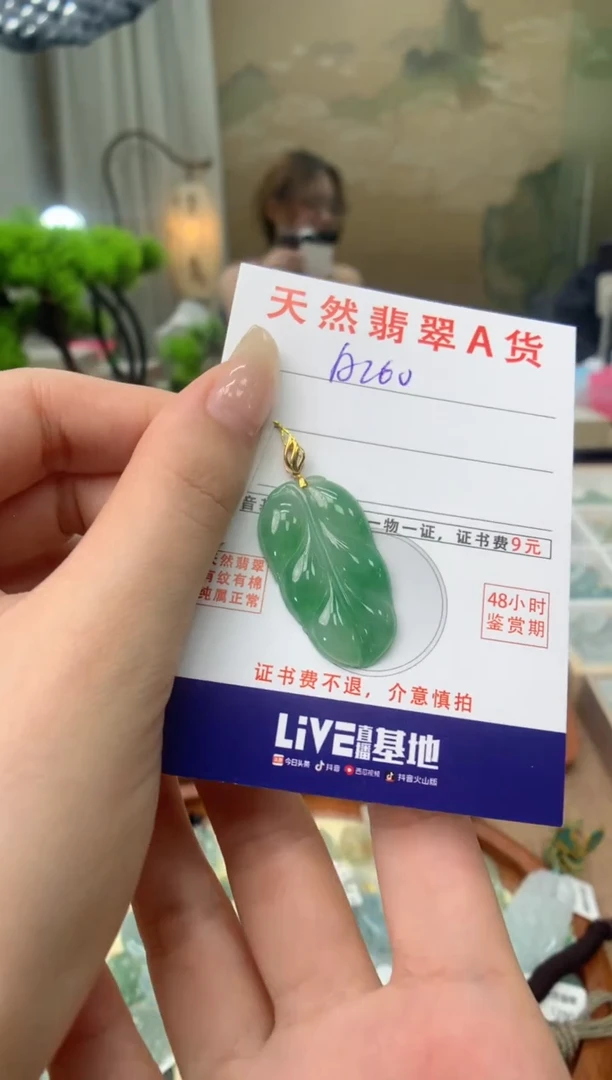 天然翡翠A货
A260
一物一证，证书费9元
然翡翠
有纹有棉
纯属正常
48小时
鉴赏期
证书费不退，介意慎拍
LiVE直播基地
今日头条 抖音 西瓜视频 抖音火山版